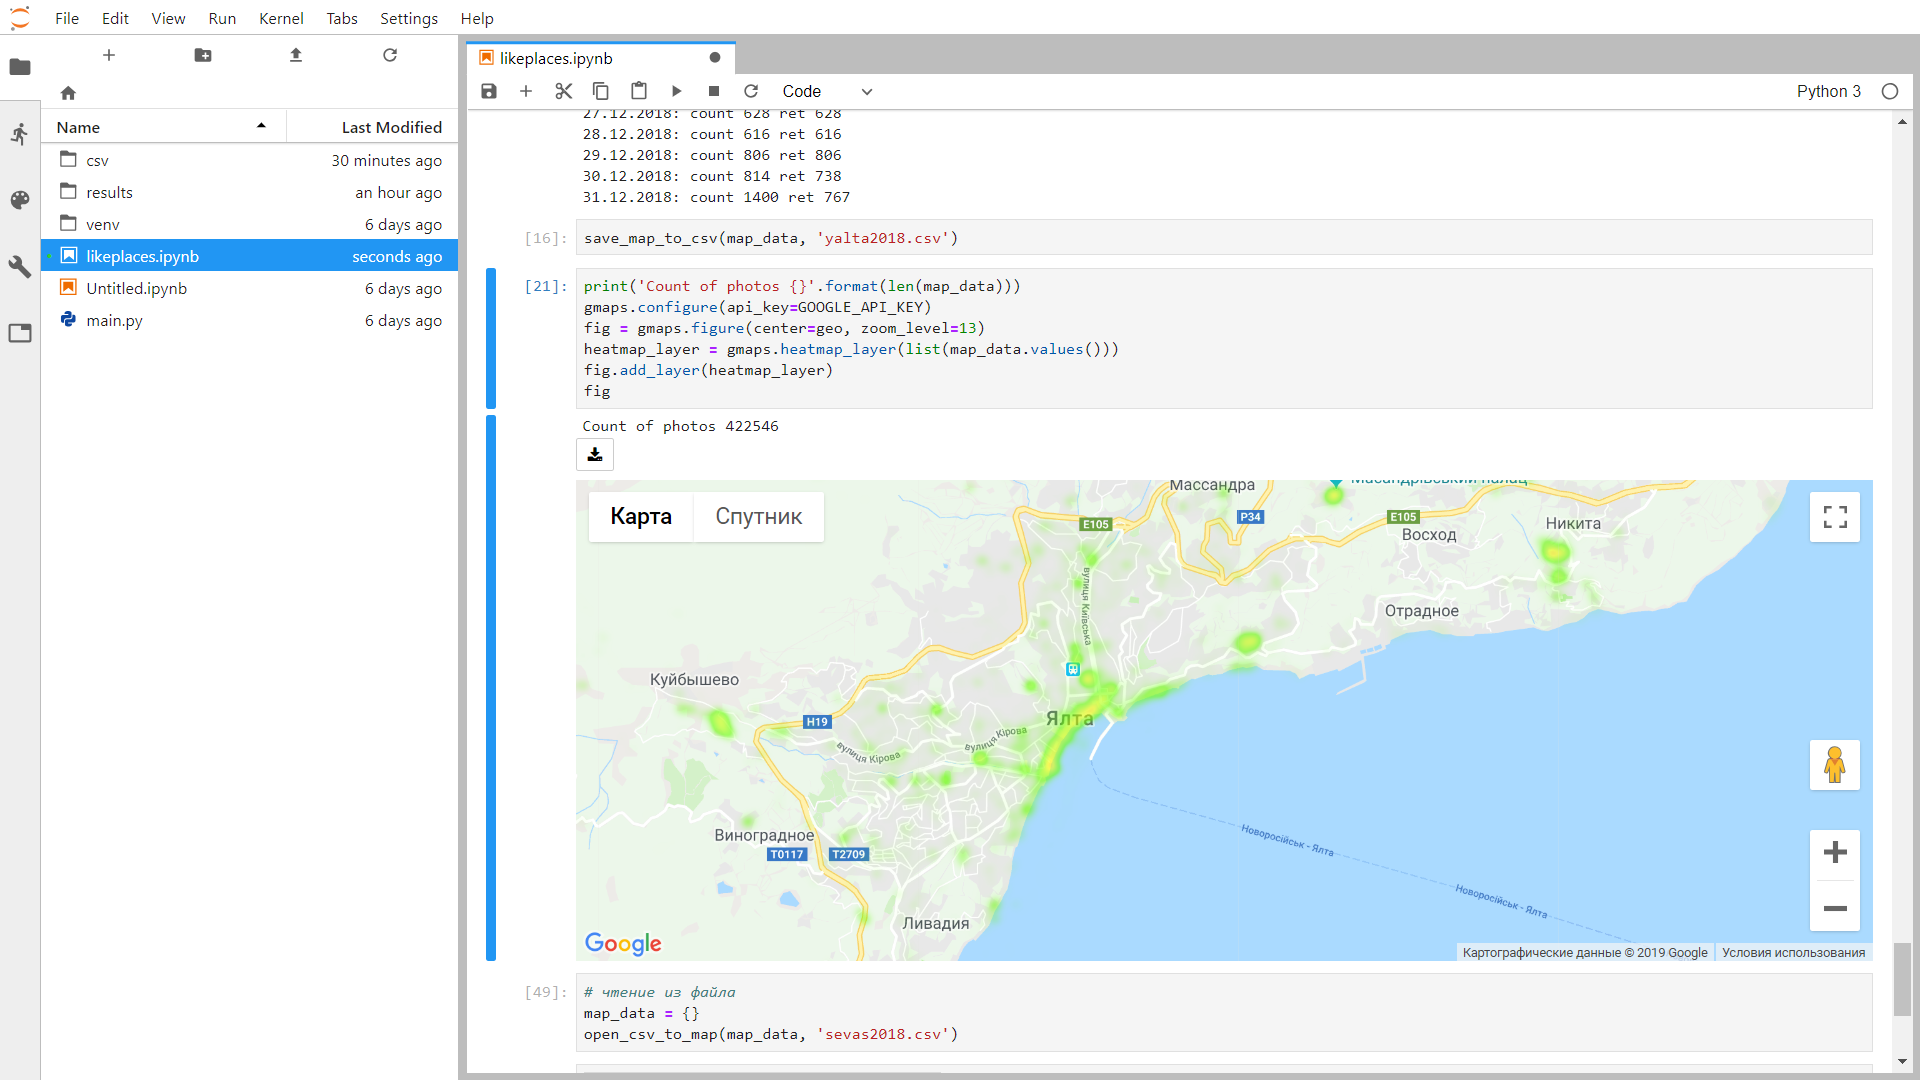 File Edit View Run Kernel Tabs Settings Help
likeplaces.ipynb
Code
Python 3
Name Last Modified
csv 30 minutes ago
results an hour ago
venv 6 days ago
likeplaces.ipynb seconds ago
Untitled.ipynb 6 days ago
main.py 6 days ago
27.12.2018: count 628 ret 628
28.12.2018: count 616 ret 616
29.12.2018: count 806 ret 806
30.12.2018: count 814 ret 738
31.12.2018: count 1400 ret 767
[16]: save_map_to_csv(map_data, 'yalta2018.csv')
[21]: print('Count of photos {}'.format(len(map_data)))
gmaps.configure(api_key=GOOGLE_API_KEY)
fig = gmaps.figure(center=geo, zoom_level=13)
heatmap_layer = gmaps.heatmap_layer(list(map_data.values()))
fig.add_layer(heatmap_layer)
fig
Count of photos 422546
Карта Спутник
Массандра
Масандрівський палац
E105
P34
E105
Никита
Восход
вулиця Київська
Отрадное
Куйбышево
H19
Ялта
вулиця Кірова
вулиця Кірова
Виноградное
T0117
T2709
Новоросійськ - Ялта
Новоросійськ - Ялта
Ливадия
Google
Картографические данные © 2019 Google Условия использования
[49]: # чтение из файла
map_data = {}
open_csv_to_map(map_data, 'sevas2018.csv')